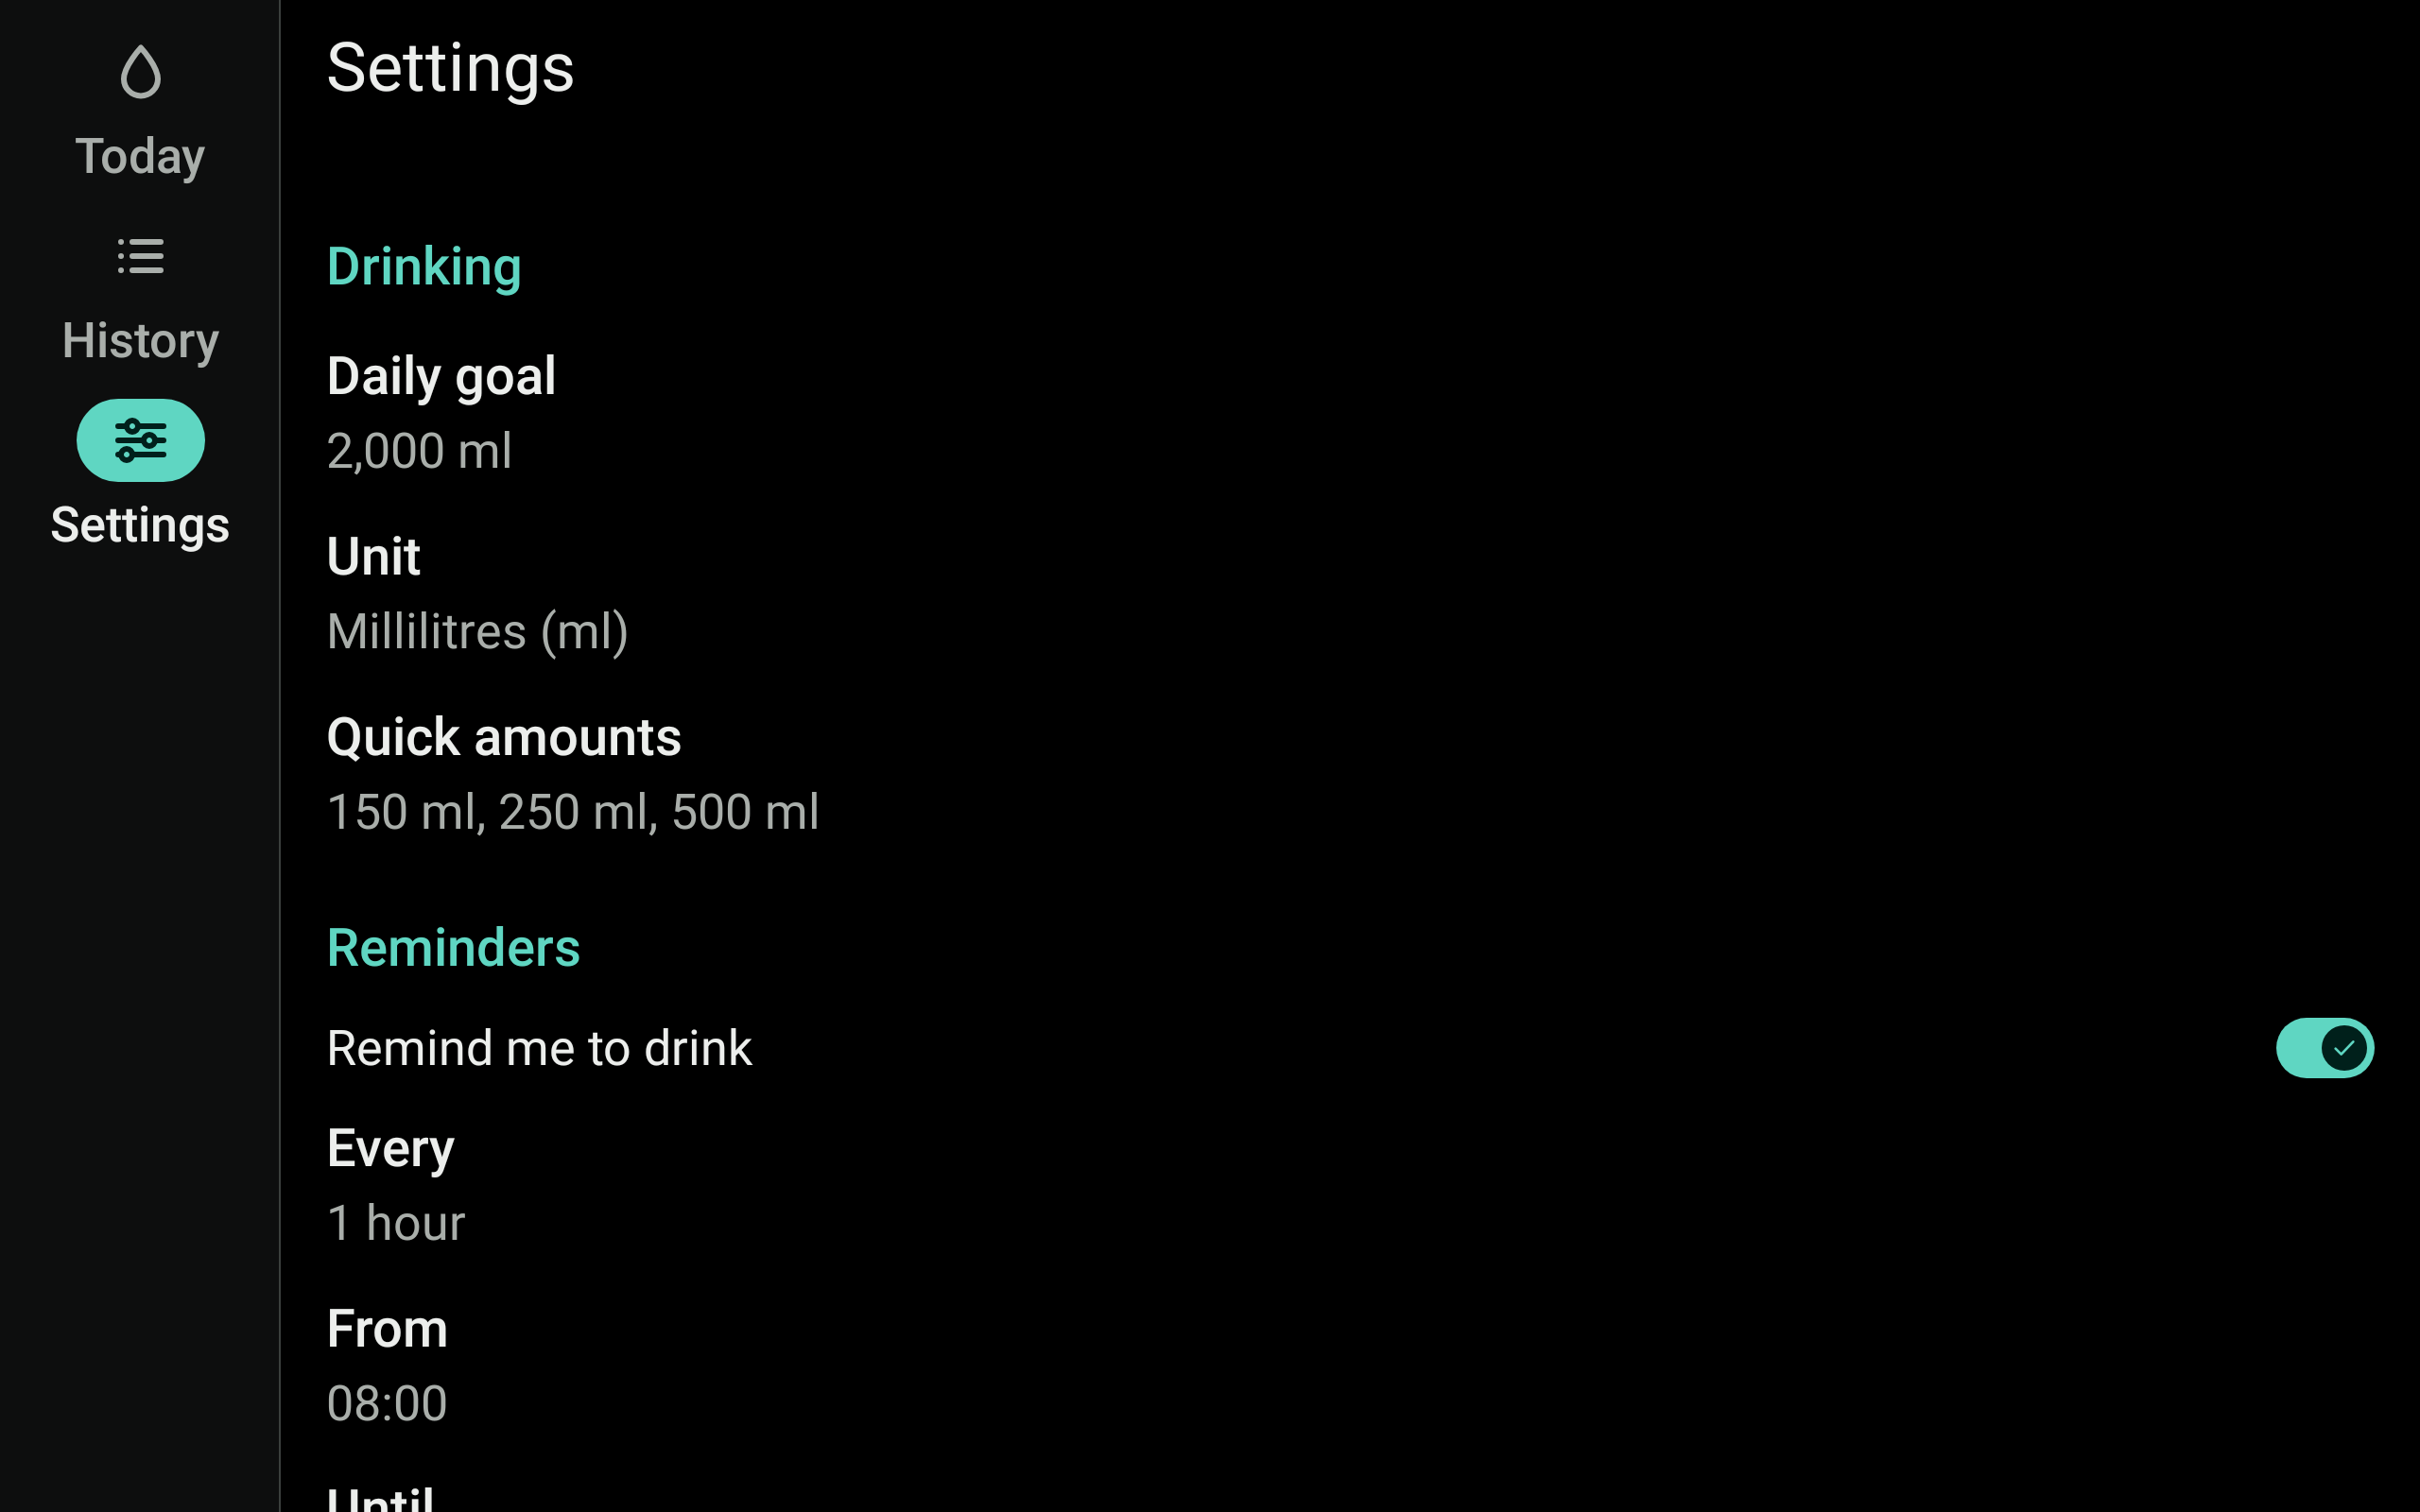 Today
History
Settings
Settings
Drinking
Daily goal
2,000 ml
Unit
Millilitres (ml)
Quick amounts
150 ml, 250 ml, 500 ml
Reminders
Remind me to drink
Every
1 hour
From
08:00
Until